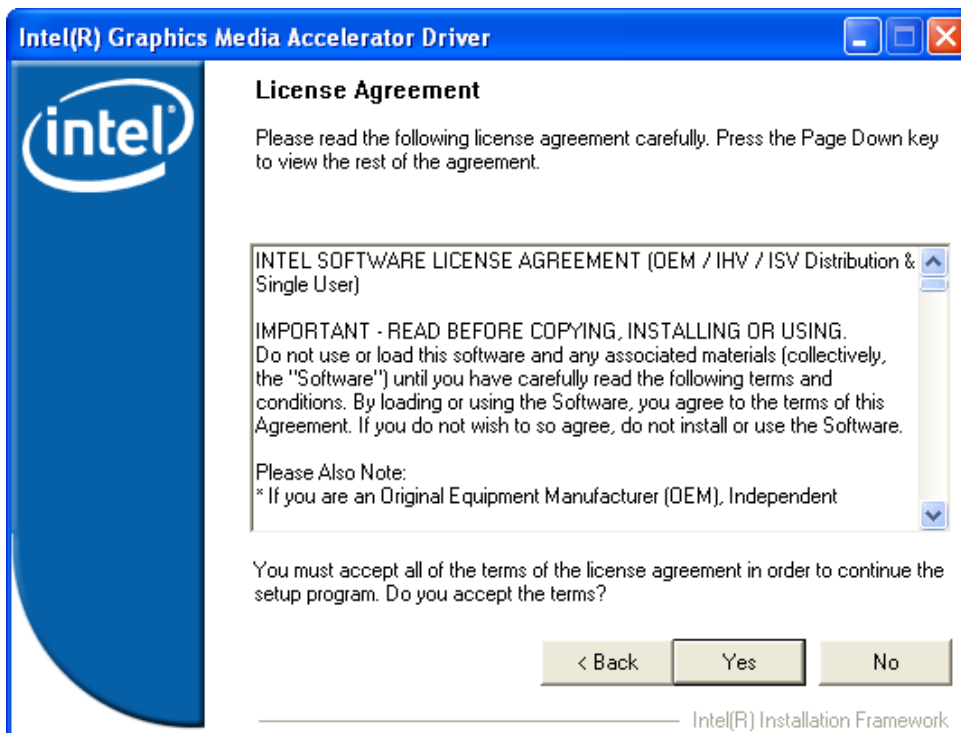 Intel(R) Graphics Media Accelerator Driver
intel®
License Agreement
Please read the following license agreement carefully. Press the Page Down key
to view the rest of the agreement.
INTEL SOFTWARE LICENSE AGREEMENT (OEM / IHV / ISV Distribution &
Single User)
IMPORTANT - READ BEFORE COPYING, INSTALLING OR USING.
Do not use or load this software and any associated materials (collectively,
the "Software") until you have carefully read the following terms and
conditions. By loading or using the Software, you agree to the terms of this
Agreement. If you do not wish to so agree, do not install or use the Software.
Please Also Note:
* If you are an Original Equipment Manufacturer (OEM), Independent
You must accept all of the terms of the license agreement in order to continue the
setup program. Do you accept the terms?
< Back
Yes
No
Intel(R) Installation Framework